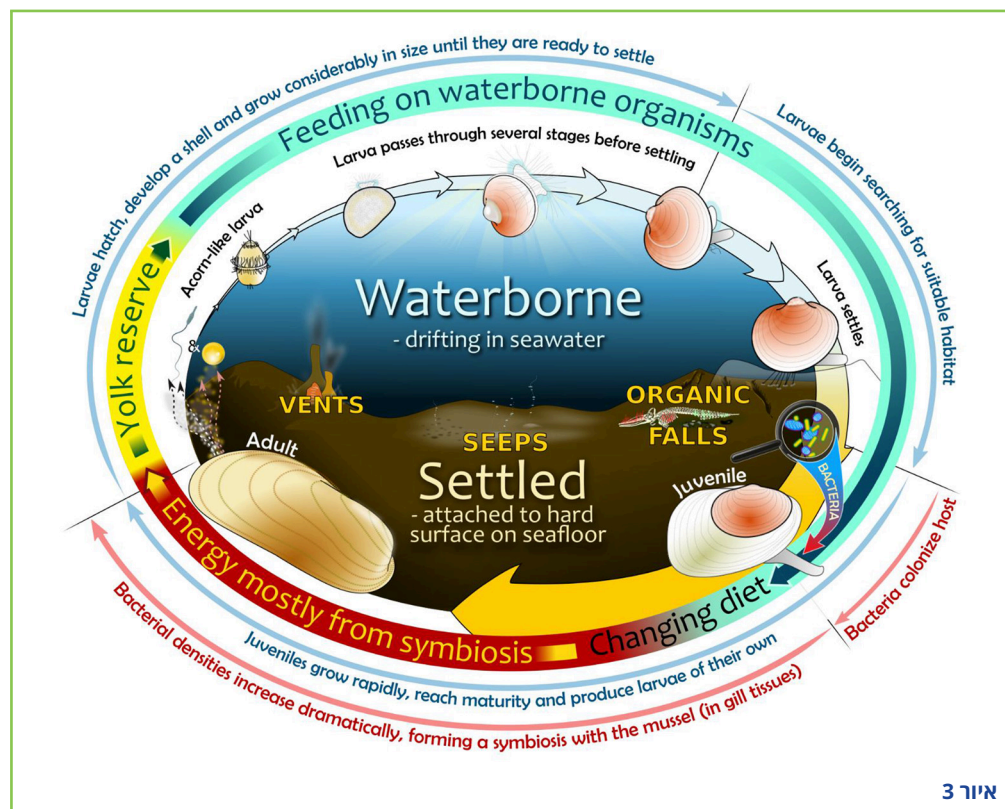 Larvae hatch, develop a shell and grow considerably in size until they are ready to settle
Larvae begin searching for suitable habitat
Feeding on waterborne organisms
Larva passes through several stages before settling
Acorn-like larva
Larva settles
Yolk reserve
&
Waterborne
- drifting in seawater
VENTS
SEEPS
ORGANIC
FALLS
Adult
Settled
- attached to hard
surface on seafloor
Juvenile
BACTERIA
Energy mostly from symbiosis
Changing diet
Bacteria colonize host
Juveniles grow rapidly, reach maturity and produce larvae of their own
Bacterial densities increase dramatically, forming a symbiosis with the mussel (in gill tissues)
איור 3